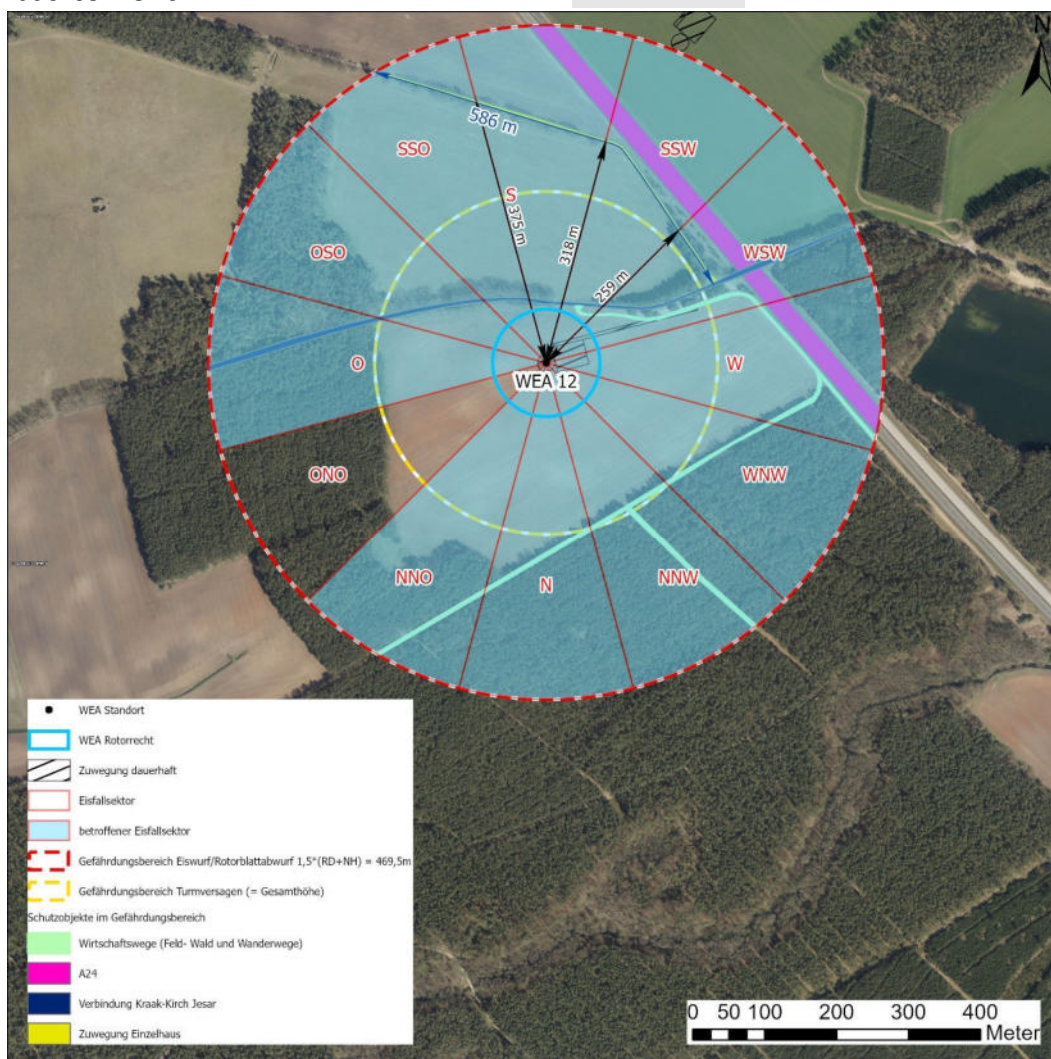 N
586 m
SSO
SSW
S
375 m
318 m
259 m
OSO
WSW
O
W
WEA 12
ONO
WNW
NNO
N
NNW
WEA Standort
WEA Rotorrecht
Zuwegung dauerhaft
Eisfallsektor
betroffener Eisfallsektor
Gefährdungsbereich Eiswurf/Rotorblattabwurf 1,5*(RD+NH) = 469,5m
Gefährdungsbereich Turmversagen (= Gesamthöhe)
Schutzobjekte im Gefährdungsbereich
Wirtschaftswege (Feld- Wald und Wanderwege)
A24
Verbindung Kraak-Kirch Jesar
Zuwegung Einzelhaus
0 50 100 200 300 400
Meter